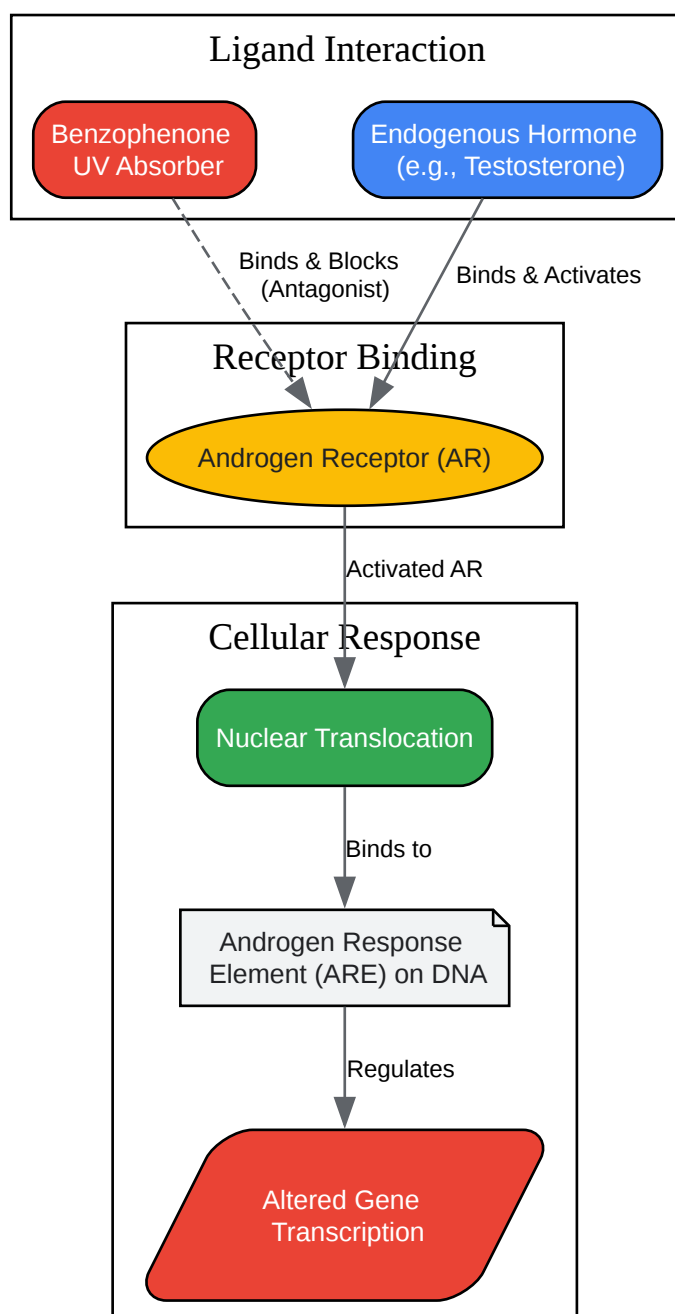 Ligand Interaction
Benzophenone
UV Absorber
Endogenous Hormone
(e.g., Testosterone)
Binds & Blocks
(Antagonist)
Binds & Activates
Receptor Binding
Androgen Receptor (AR)
Activated AR
Cellular Response
Nuclear Translocation
Binds to
Androgen Response
Element (ARE) on DNA
Regulates
Altered Gene
Transcription